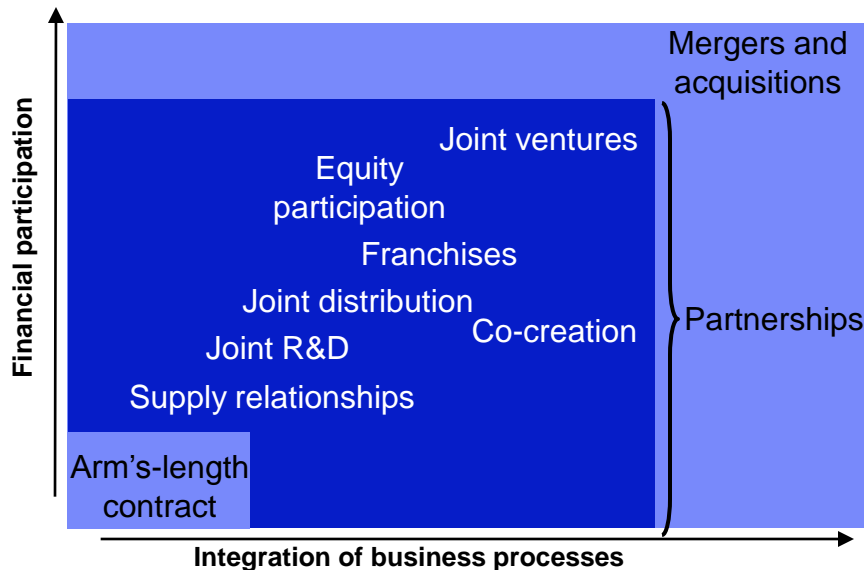 Mergers and
acquisitions
Joint ventures
Equity
participation
Franchises
Joint distribution
Co-creation
Partnerships
Joint R&D
Supply relationships
Arm’s-length
contract
Financial participation
Integration of business processes